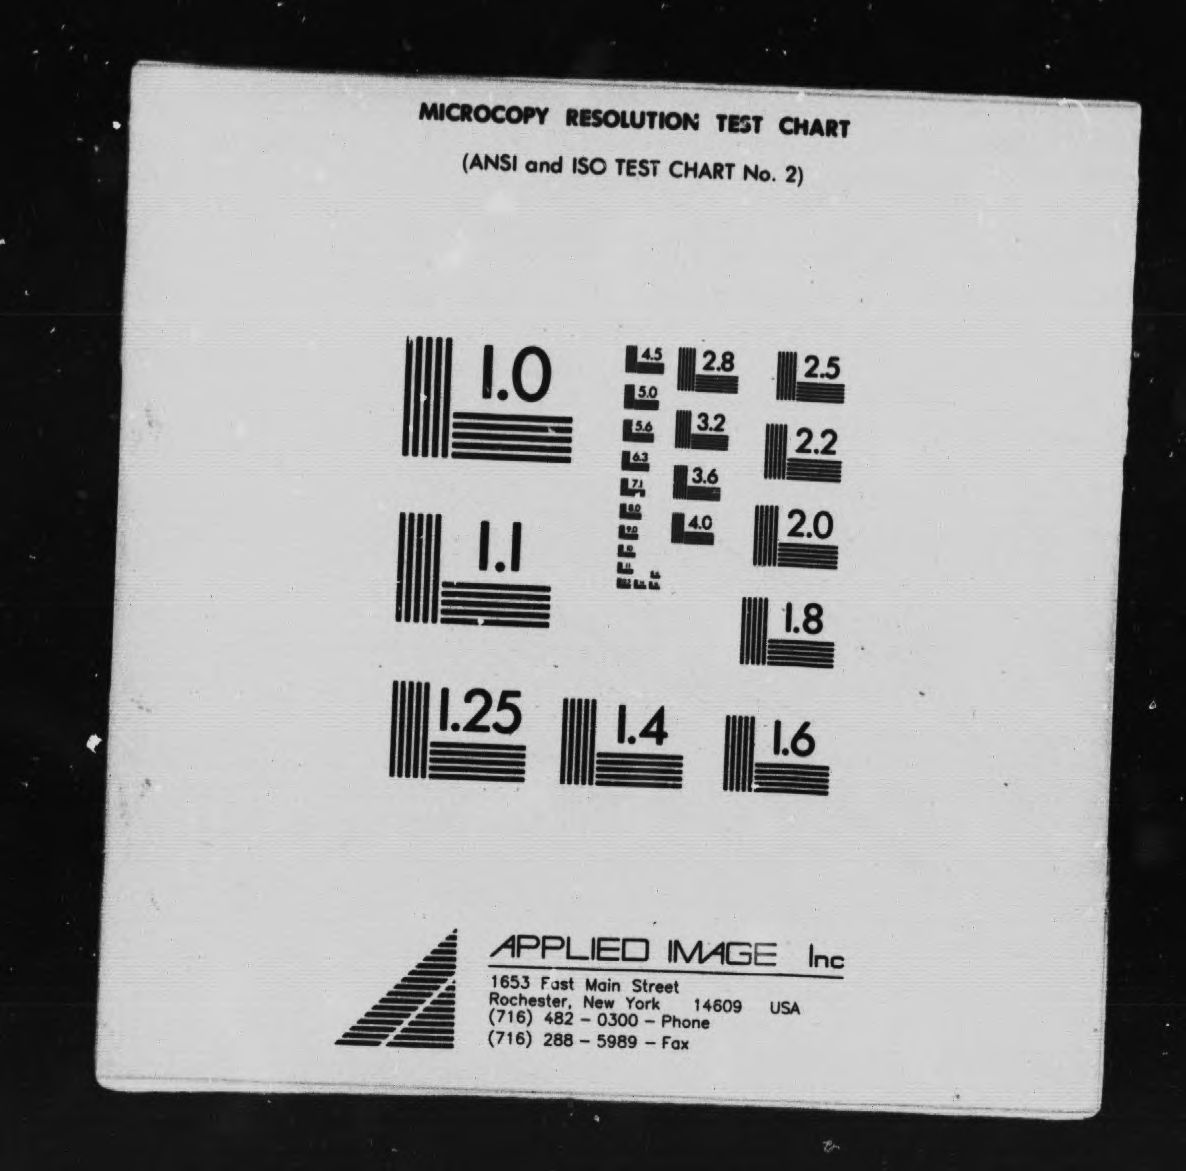 MICROCOPY RESOLUTION TEST CHART
(ANSI and ISO TEST CHART No. 2)
1.0
1.1
1.25
1.4
1.6
1.8
2.0
2.2
2.5
2.8
3.2
3.6
4.0
4.5
5.0
5.6
6.3
7.1
8.0
9.0
APPLIED IMAGE Inc
1653 East Main Street
Rochester, New York 14609 USA
(716) 482 - 0300 - Phone
(716) 288 - 5989 - Fax